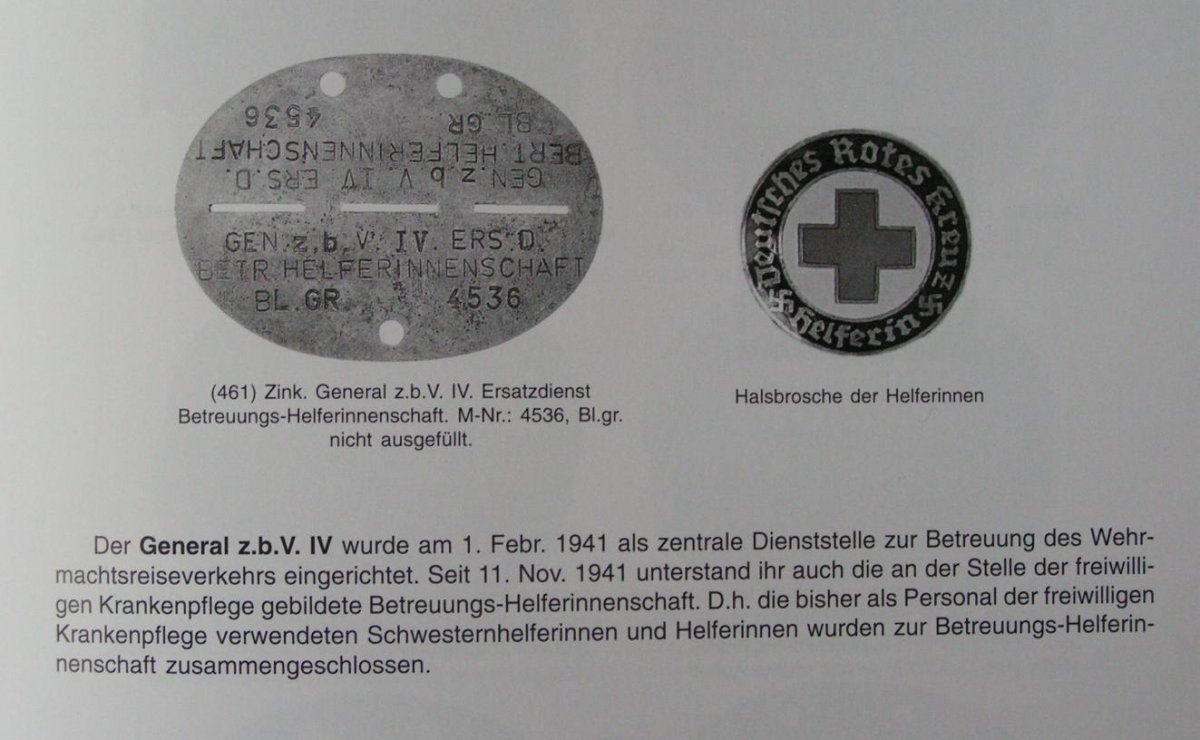 4536 BL. GR.
BERT. HELFERINNENSCHAFT
GEN. z.b.V. IV ERS.D.
GEN. z.b.V. IV. ERS.D.
BETR. HELFERINNENSCHAFT
BL.GR. 4536
Deutsches Rotes Kreuz
Helferin
(461) Zink. General z.b.V. IV. Ersatzdienst
Betreuungs-Helferinnenschaft. M-Nr.: 4536, Bl.gr.
nicht ausgefüllt.
Halsbrosche der Helferinnen
Der General z.b.V. IV wurde am 1. Febr. 1941 als zentrale Dienststelle zur Betreuung des Wehr-
machtsreiseverkehrs eingerichtet. Seit 11. Nov. 1941 unterstand ihr auch die an der Stelle der freiwilli-
gen Krankenpflege gebildete Betreuungs-Helferinnenschaft. D.h. die bisher als Personal der freiwilligen
Krankenpflege verwendeten Schwesternhelferinnen und Helferinnen wurden zur Betreuungs-Helferin-
nenschaft zusammengeschlossen.